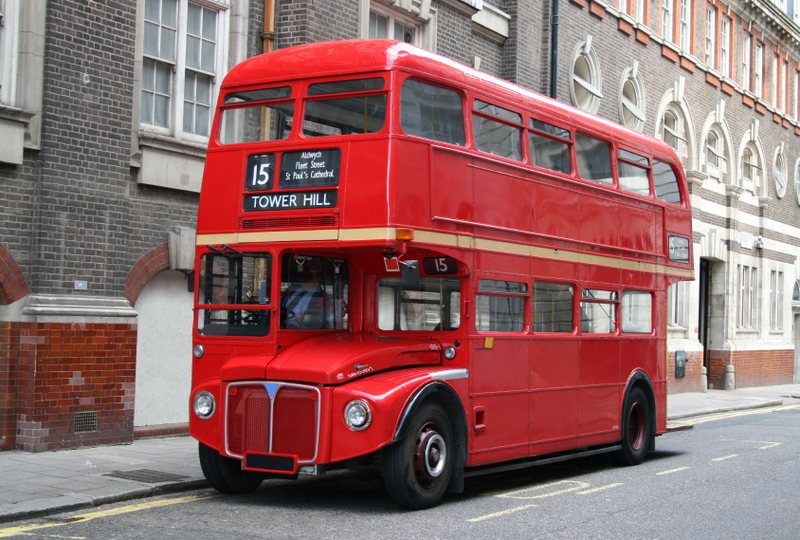 15
Aldwych
Fleet Street
St Paul's Cathedral
TOWER HILL
15